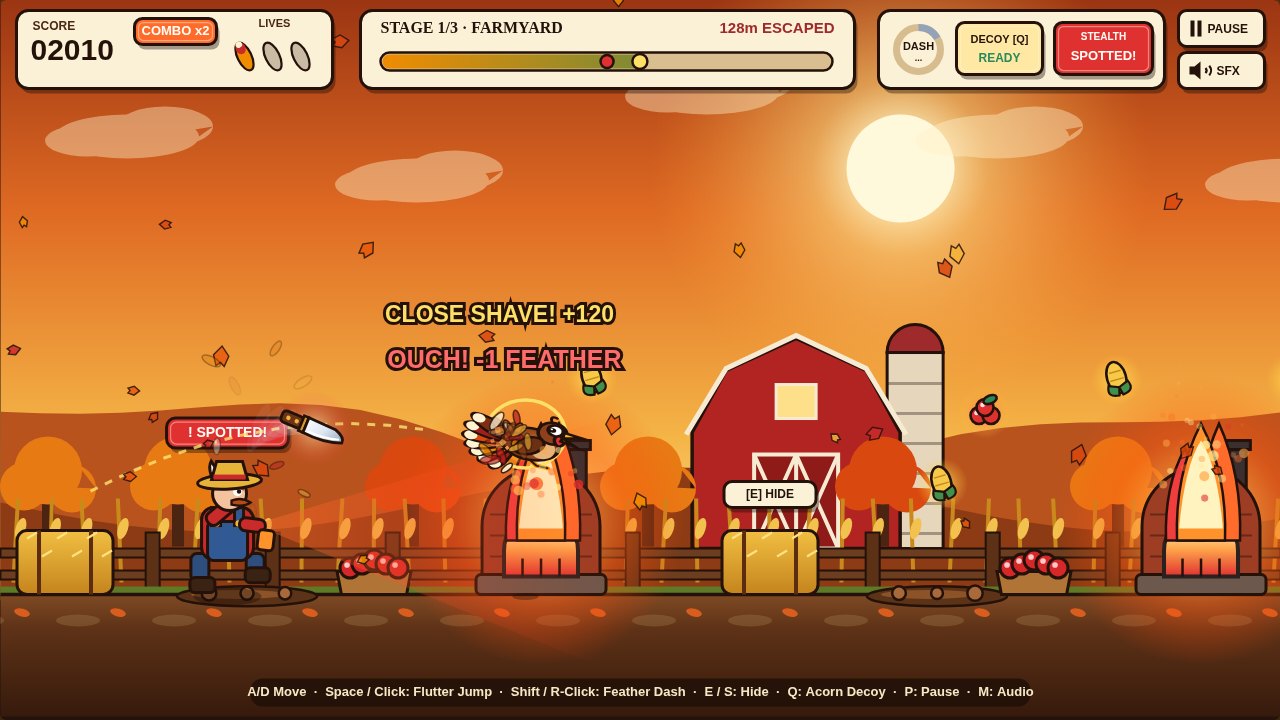 SCORE
02010
COMBO x2
LIVES
STAGE 1/3 · FARMYARD
128m ESCAPED
DASH
...
DECOY [Q]
READY
STEALTH
SPOTTED!
PAUSE
SFX
CLOSE SHAVE! +120
OUCH! -1 FEATHER
! SPOTTED!
[E] HIDE
A/D Move · Space / Click: Flutter Jump · Shift / R-Click: Feather Dash · E / S: Hide · Q: Acorn Decoy · P: Pause · M: Audio